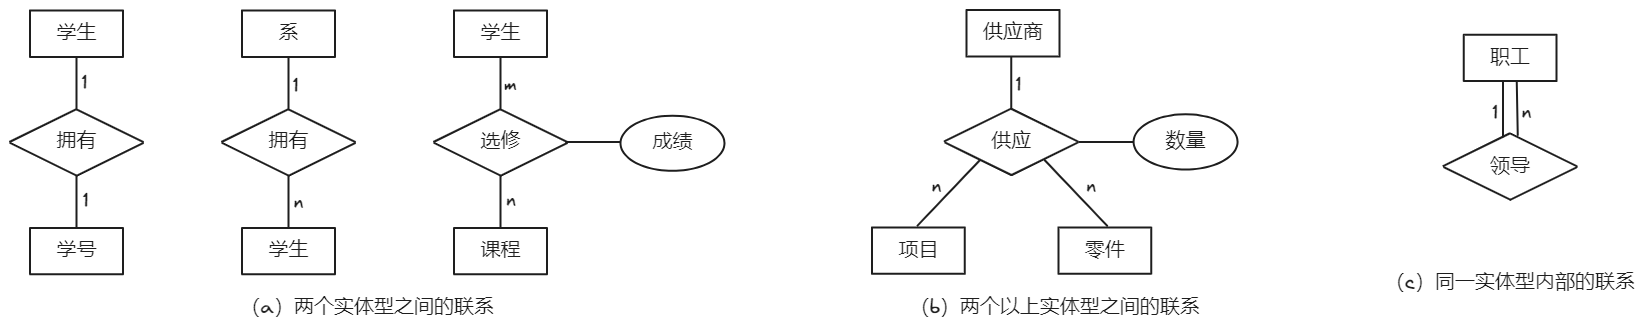 学生
1
拥有
1
学号
系
1
拥有
n
学生
学生
m
选修
成绩
n
课程
(a) 两个实体型之间的联系
供应商
1
供应
数量
n
n
项目
零件
(b) 两个以上实体型之间的联系
职工
1
n
领导
(c) 同一实体型内部的联系